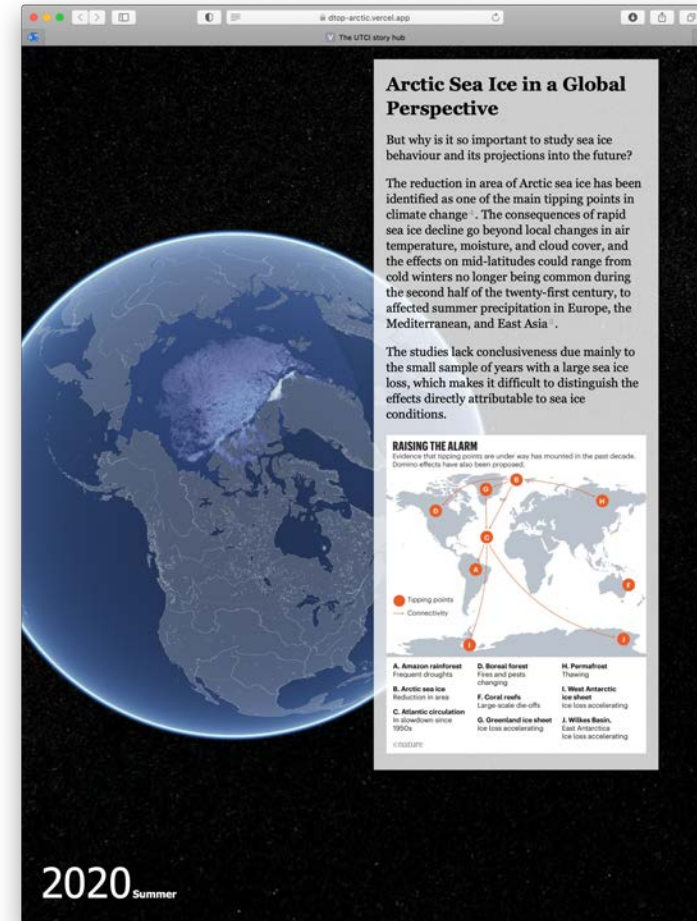 dtop-arctic.vercel.app
The UTCI story hub
Arctic Sea Ice in a Global
Perspective
But why is it so important to study sea ice
behaviour and its projections into the future?
The reduction in area of Arctic sea ice has been
identified as one of the main tipping points in
climate change. The consequences of rapid
sea ice decline go beyond local changes in air
temperature, moisture, and cloud cover, and
the effects on mid-latitudes could range from
cold winters no longer being common during
the second half of the twenty-first century, to
affected summer precipitation in Europe, the
Mediterranean, and East Asia.
The studies lack conclusiveness due mainly to
the small sample of years with a large sea ice
loss, which makes it difficult to distinguish the
effects directly attributable to sea ice
conditions.
RAISING THE ALARM
Evidence that tipping points are under way has mounted in the past decade.
Domino effects have also been proposed.
B
G
H
D
C
A
F
Tipping points
Connectivity
I
J
A. Amazon rainforest
Frequent droughts
B. Arctic sea ice
Reduction in area
C. Atlantic circulation
In slowdown since
1950s
D. Boreal forest
Fires and pests
changing
F. Coral reefs
Large-scale die-offs
G. Greenland ice sheet
Ice loss accelerating
H. Permafrost
Thawing
I. West Antarctic
ice sheet
Ice loss accelerating
J. Wilkes Basin,
East Antarctica
Ice loss accelerating
©nature
2020 Summer